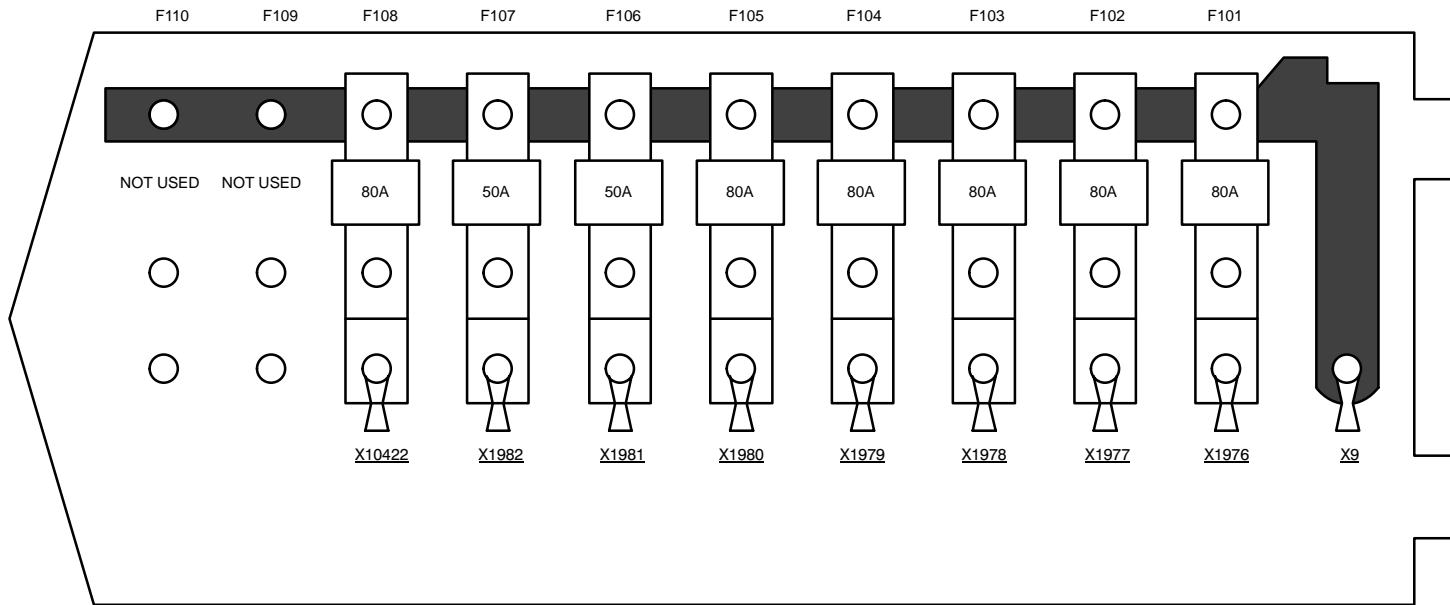 F110 F109 F108 F107 F106 F105 F104 F103 F102 F101
NOT USED NOT USED 80A 50A 50A 80A 80A 80A 80A 80A
X10422 X1982 X1981 X1980 X1979 X1978 X1977 X1976 X9